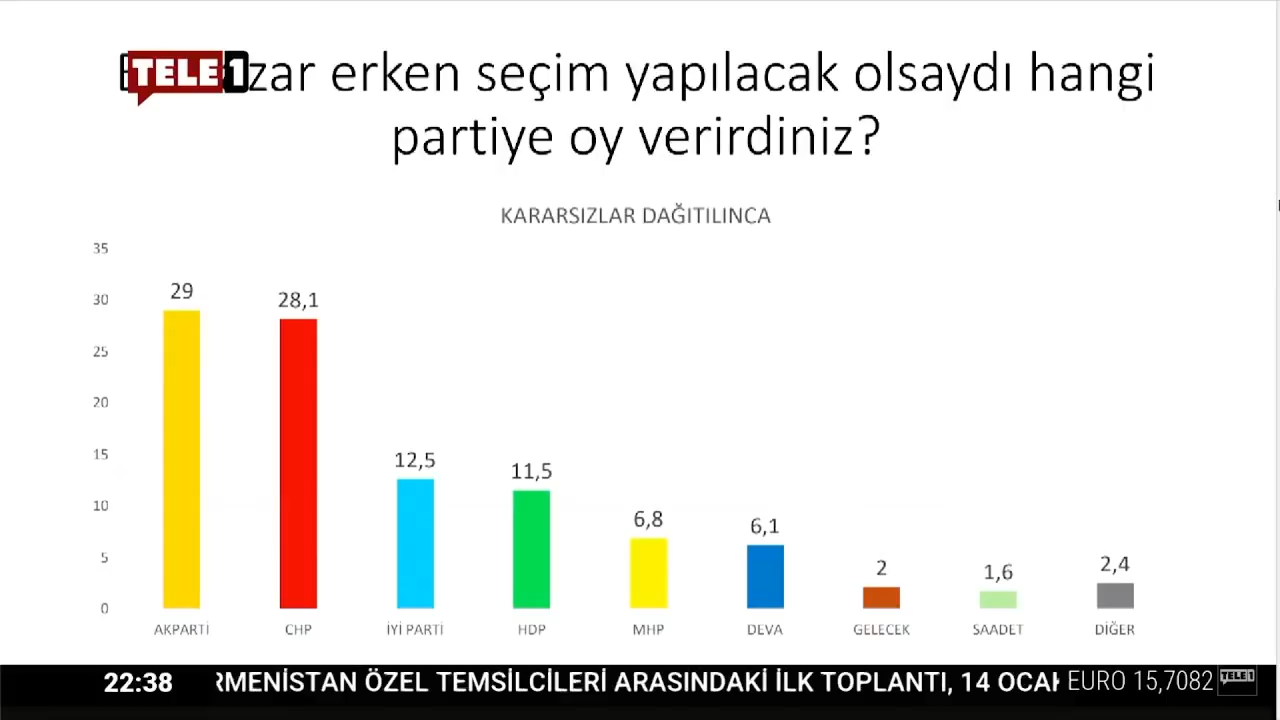 TELE1
zar erken seçim yapılacak olsaydı hangi
partiye oy verirdiniz?
KARARSIZLAR DAĞITILINCA
35
30
25
20
15
10
5
0
29
28,1
12,5
11,5
6,8
6,1
2
1,6
2,4
AKPARTİ
CHP
İYİ PARTİ
HDP
MHP
DEVA
GELECEK
SAADET
DİĞER
22:38
RMENİSTAN ÖZEL TEMSİLCİLERİ ARASINDAKİ İLK TOPLANTI, 14 OCAK
EURO 15,7082
TELE1